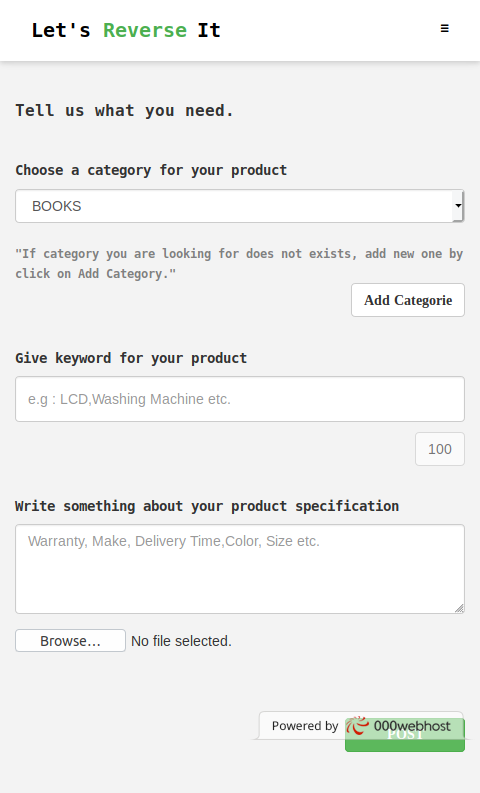 Let's Reverse It
≡
Tell us what you need.
Choose a category for your product
BOOKS
"If category you are looking for does not exists, add new one by
click on Add Category."
Add Categorie
Give keyword for your product
e.g : LCD,Washing Machine etc.
100
Write something about your product specification
Warranty, Make, Delivery Time,Color, Size etc.
Browse... No file selected.
Powered by 000webhost
POST